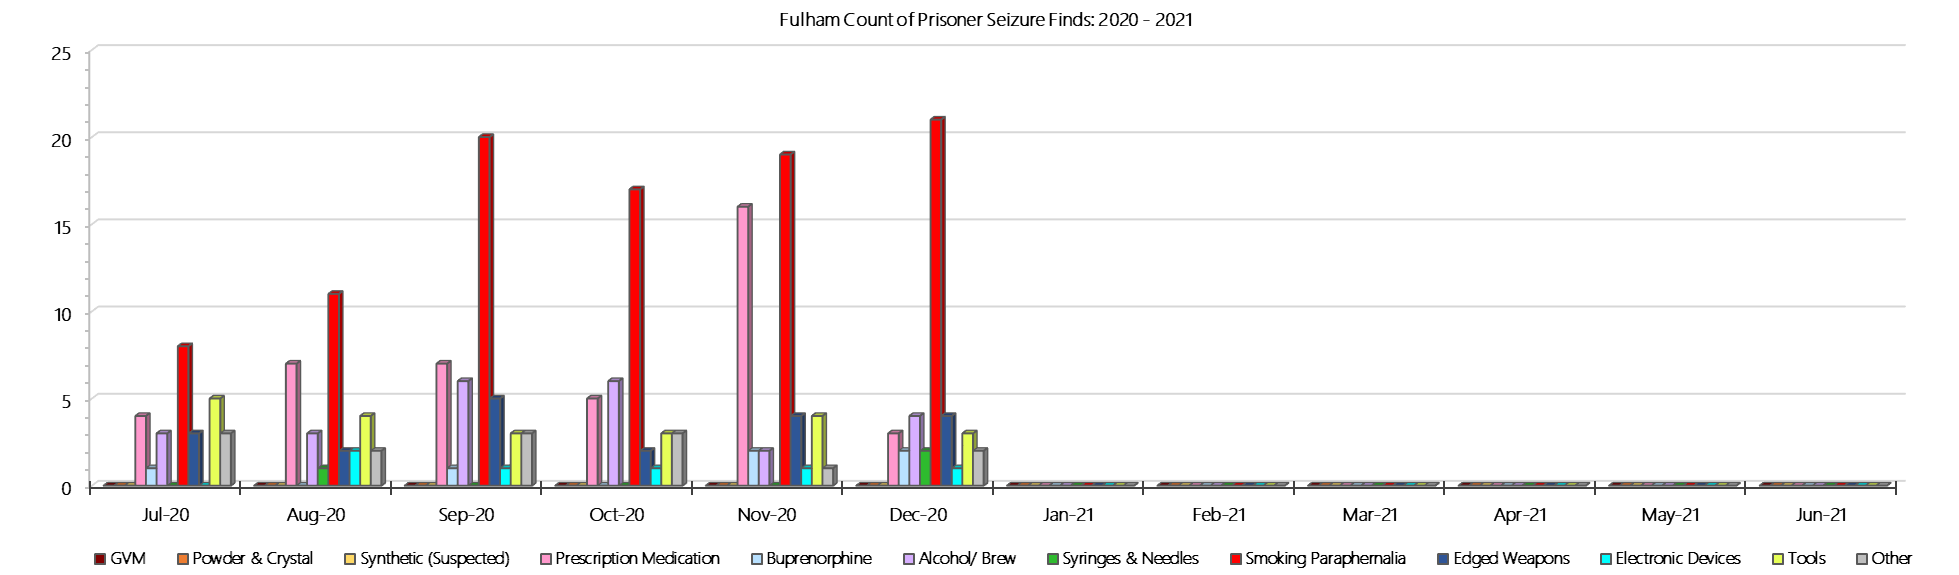 Fulham Count of Prisoner Seizure Finds: 2020 - 2021
25
20
15
10
5
0
Jul-20 Aug-20 Sep-20 Oct-20 Nov-20 Dec-20 Jan-21 Feb-21 Mar-21 Apr-21 May-21 Jun-21
GVM Powder & Crystal Synthetic (Suspected) Prescription Medication Buprenorphine Alcohol/ Brew Syringes & Needles Smoking Paraphernalia Edged Weapons Electronic Devices Tools Other